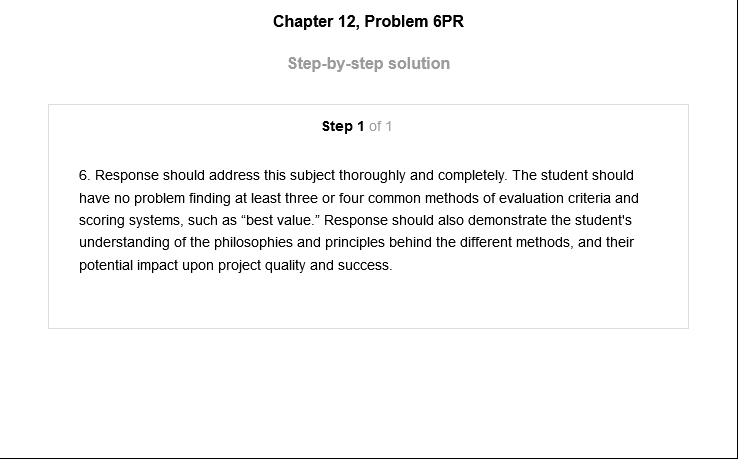 Chapter 12, Problem 6PR
Step-by-step solution
Step 1 of 1
6. Response should address this subject thoroughly and completely. The student should
have no problem finding at least three or four common methods of evaluation criteria and
scoring systems, such as “best value.” Response should also demonstrate the student's
understanding of the philosophies and principles behind the different methods, and their
potential impact upon project quality and success.